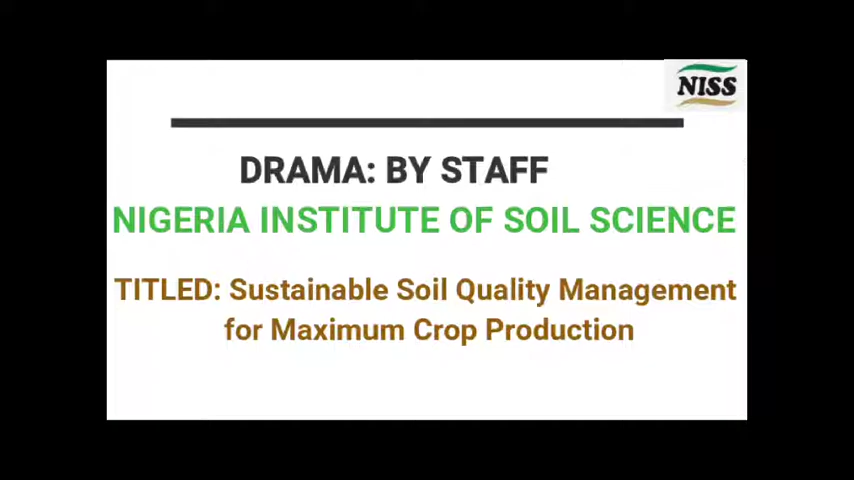 NISS
DRAMA: BY STAFF
NIGERIA INSTITUTE OF SOIL SCIENCE
TITLED: Sustainable Soil Quality Management
for Maximum Crop Production